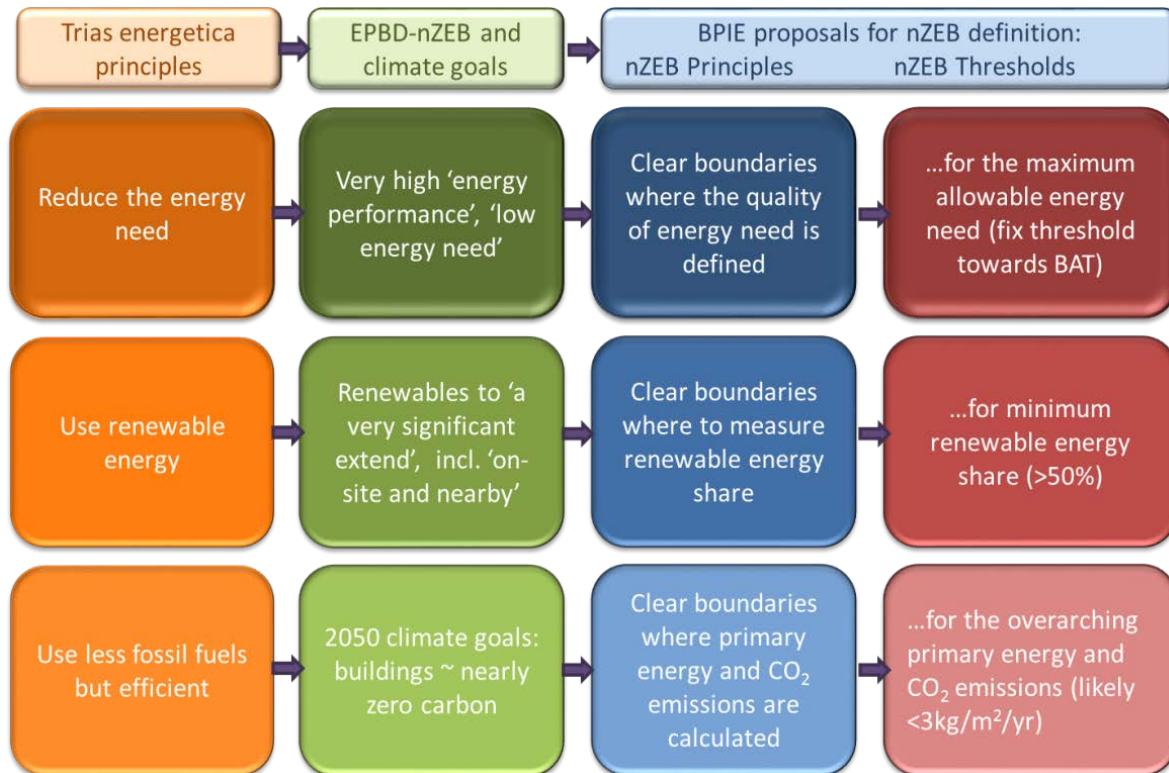 Trias energetica
principles
EPBD-nZEB and
climate goals
BPIE proposals for nZEB definition:
nZEB Principles nZEB Thresholds
Reduce the energy
need
Very high ‘energy
performance’, ‘low
energy need’
Clear boundaries
where the quality
of energy need is
defined
...for the maximum
allowable energy
need (fix threshold
towards BAT)
Use renewable
energy
Renewables to ‘a
very significant
extend’, incl. ‘on-
site and nearby’
Clear boundaries
where to measure
renewable energy
share
...for minimum
renewable energy
share (>50%)
Use less fossil fuels
but efficient
2050 climate goals:
buildings ~ nearly
zero carbon
Clear boundaries
where primary
energy and CO₂
emissions are
calculated
...for the overarching
primary energy and
CO₂ emissions (likely
<3kg/m²/yr)